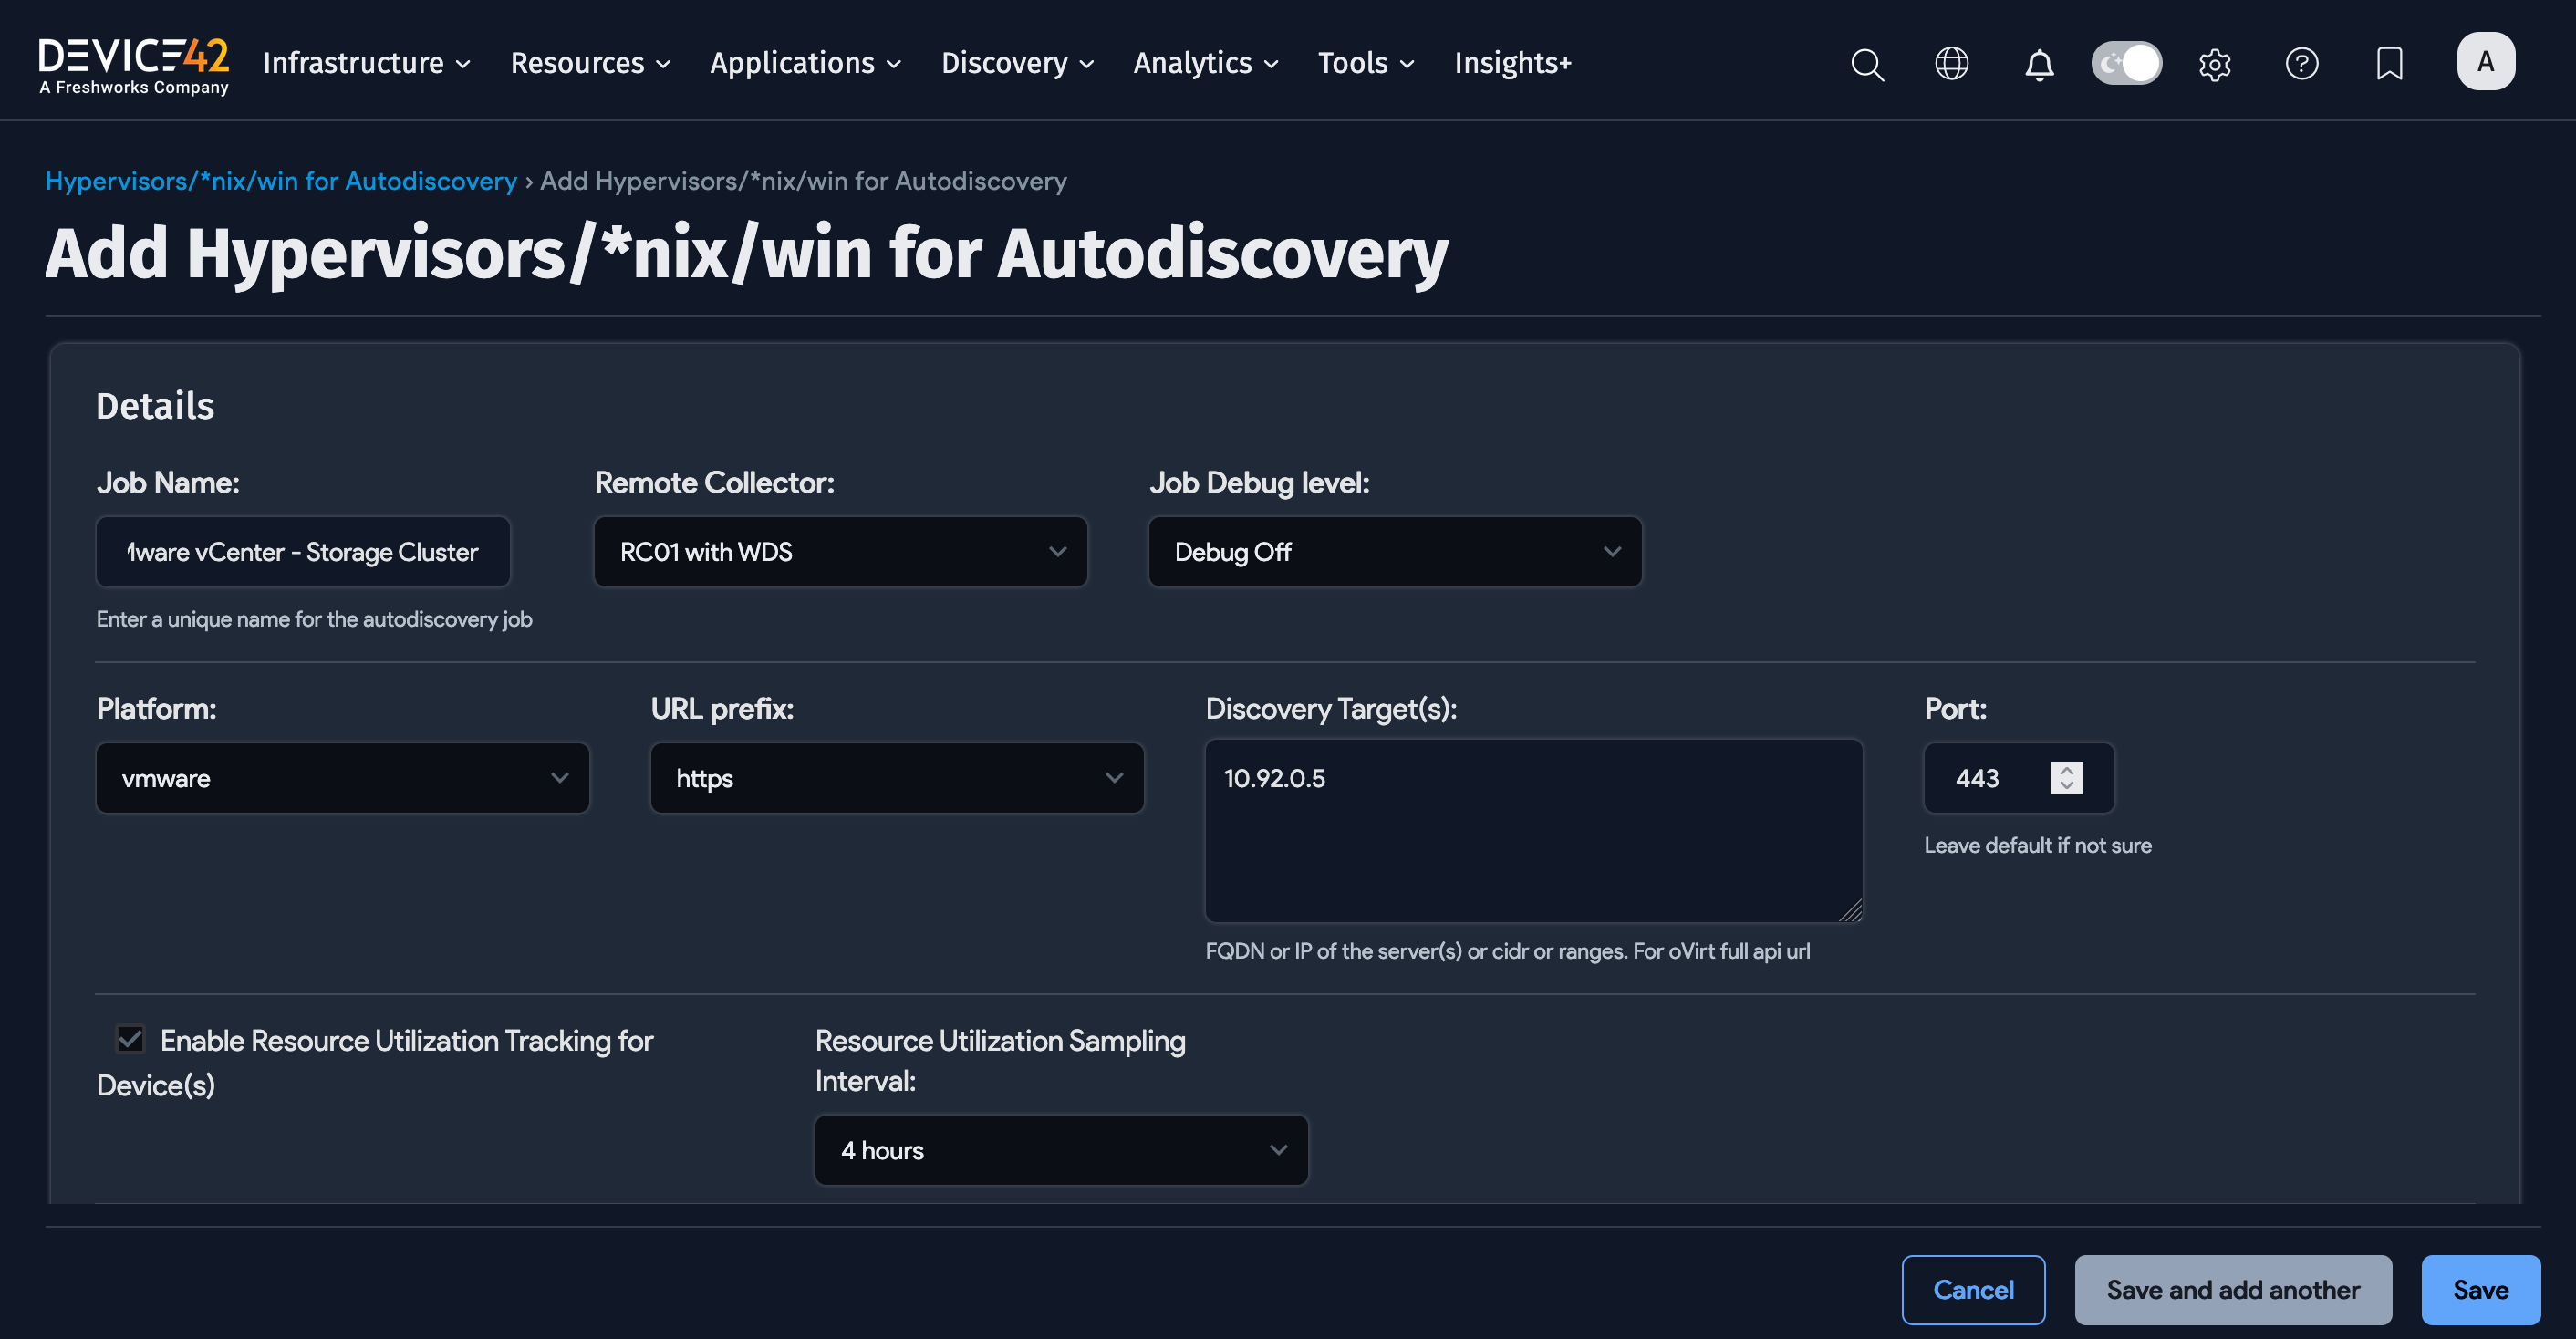 DEVICE42
A Freshworks Company
Infrastructure Resources Applications Discovery Analytics Tools Insights+
A
Hypervisors/*nix/win for Autodiscovery › Add Hypervisors/*nix/win for Autodiscovery
Add Hypervisors/*nix/win for Autodiscovery
Details
Job Name: Remote Collector: Job Debug level:
ware vCenter - Storage Cluster RC01 with WDS Debug Off
Enter a unique name for the autodiscovery job
Platform: URL prefix: Discovery Target(s): Port:
vmware https 10.92.0.5 443
Leave default if not sure
FQDN or IP of the server(s) or cidr or ranges. For oVirt full api url
Enable Resource Utilization Tracking for
Device(s)
Resource Utilization Sampling
Interval:
4 hours
Cancel Save and add another Save